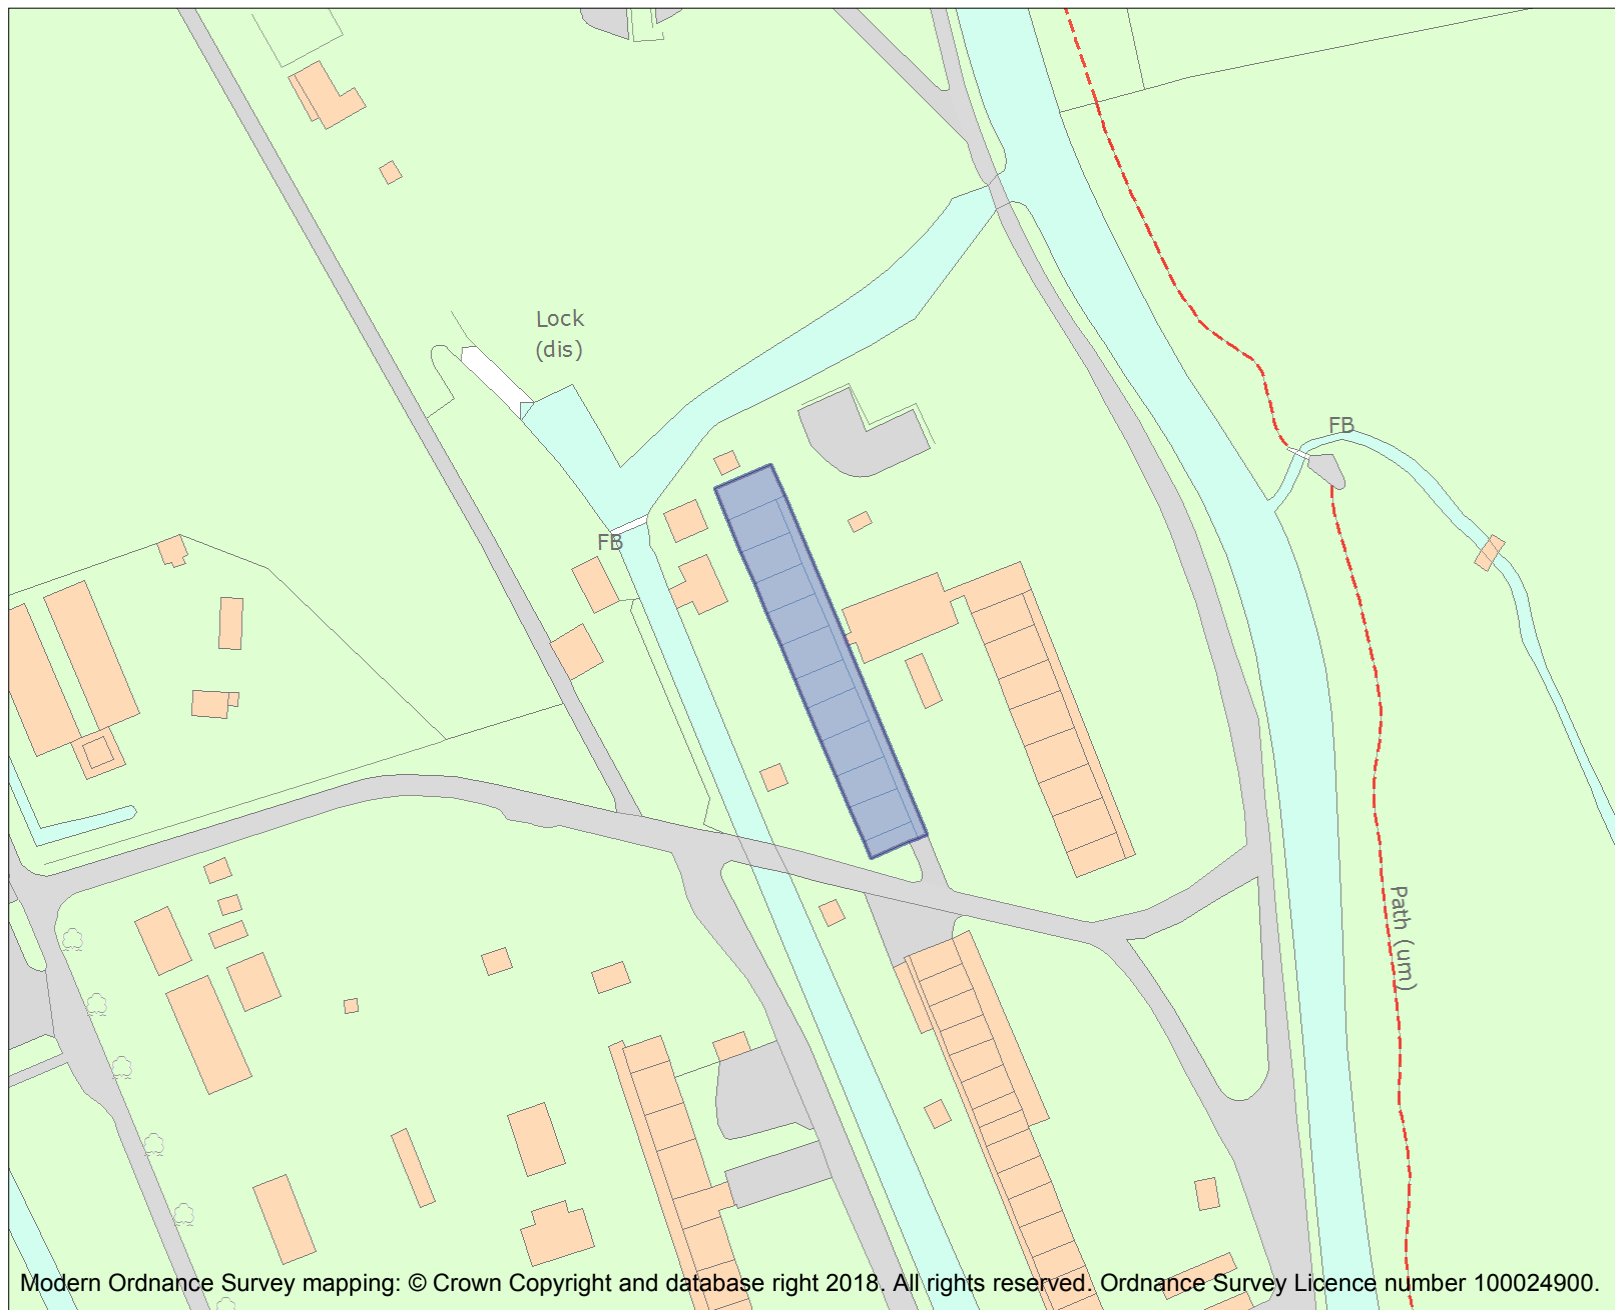 Lock
(dis)
FB
FB
Path (um)
Modern Ordnance Survey mapping: © Crown Copyright and database right 2018. All rights reserved. Ordnance Survey Licence number 100024900.